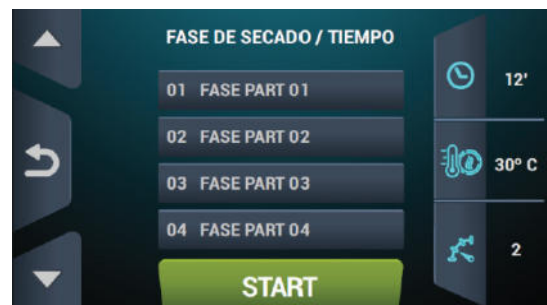 FASE DE SECADO / TIEMPO
01 FASE PART 01
02 FASE PART 02
03 FASE PART 03
04 FASE PART 04
START
12'
30º C
2